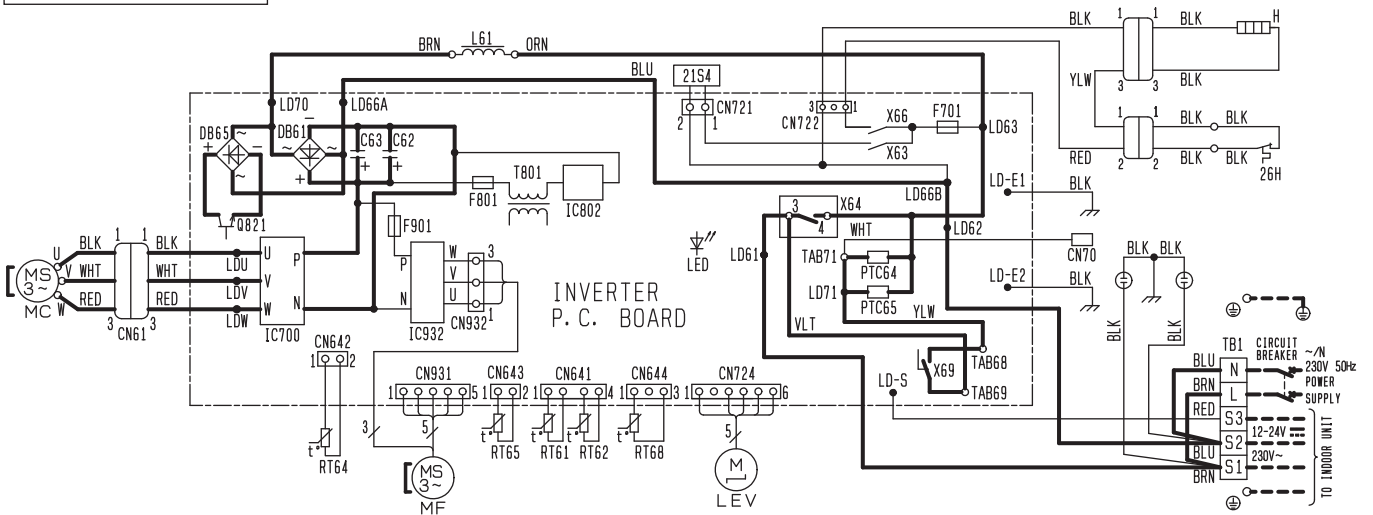 BLK 1 1 BLK H
BRN L61 ORN
BLU
21S4
YLW
3 3 BLK
LD70 LD66A
CN721
2 1
3 1
CN722
X66 F701
LD63
X63
1 1 BLK BLK
RED 2 2 BLK BLK
26H
DB65 ~ DB61 −
C63 C62
+ − ~ ~
+ +
~ +
T801
F801
IC802
Q821
F901
LD66B
LD-E1 BLK
3 X64
4
LD62
WHT
CN70
TAB71
PTC64
LD61
LED
LD-E2 BLK
LD71
PTC65
YLW
VLT
BLK BLK
BLK BLK
U BLK 1 1 BLK LDU U P
MS 3~ V WHT WHT LDV V
MC W RED RED LDW W N
3 3
CN61
IC700
P W 3
V
N U 1
IC932
CN932
INVERTER
P. C. BOARD
CN642
1 2
t°
RT64
CN931
1 5
3 5
MS
3~
MF
CN643
1 2
t°
RT65
CN641
1 4
t° t°
RT61 RT62
CN644
1 3
t°
RT68
CN724
1 6
5
M
LEV
LD-S
X69
TAB68
TAB69
TB1
CIRCUIT BREAKER
~/N
230V 50Hz
POWER
SUPPLY
BLU N
BRN L
RED S3
12-24V
S2
BLU 230V~
S1
BRN
TO INDOOR UNIT